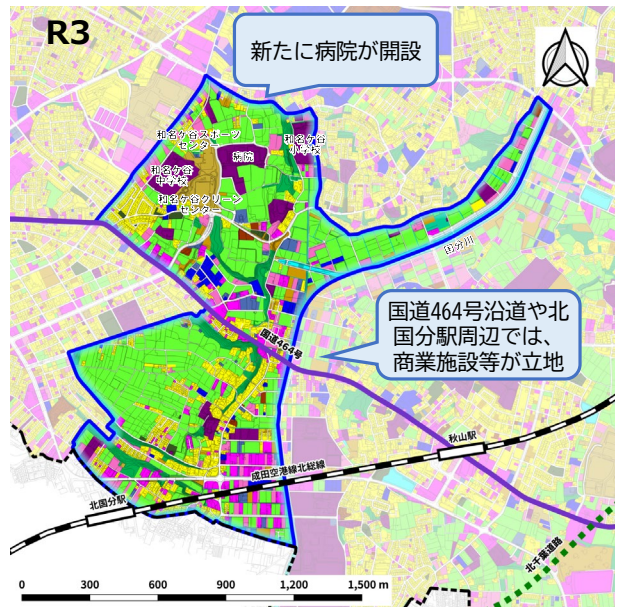 R3
新たに病院が開設
和名ケ谷スポーツ
センター
和名ケ谷
小学校
病院
和名ケ谷
中学校
和名ケ谷クリーン
センター
国分川
国道464号沿道や北
国分駅周辺では、
商業施設等が立地
国道464号
秋山駅
成田空港線北総線
北国分駅
北千葉道路
0 300 600 900 1,200 1,500 m